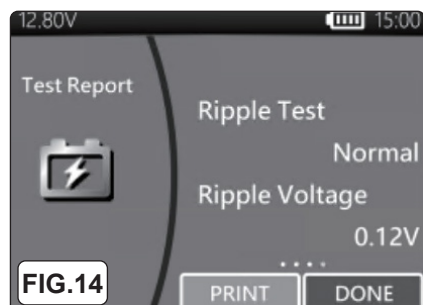 12.80V 15:00
Test Report
Ripple Test
Normal
Ripple Voltage
0.12V
PRINT DONE
FIG.14